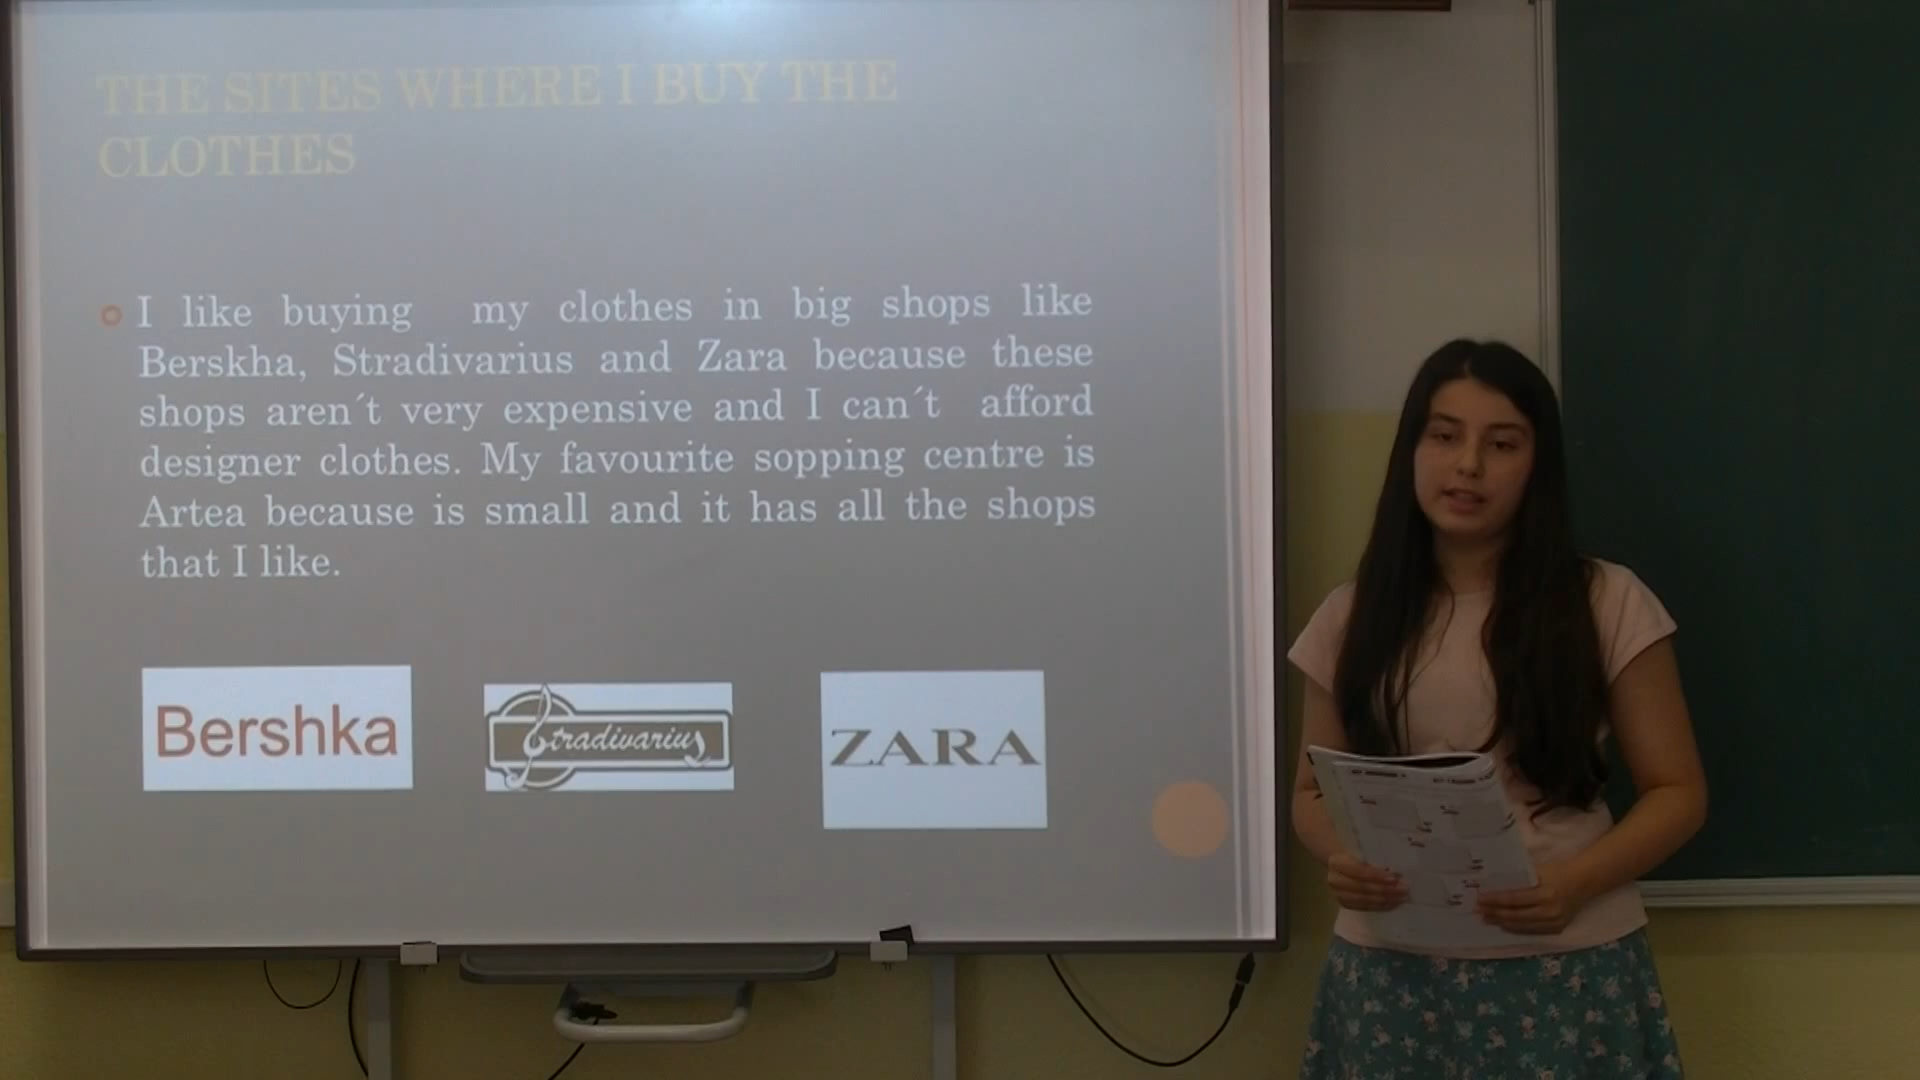 THE SITES WHERE I BUY THE
CLOTHES
I like buying my clothes in big shops like
Berskha, Stradivarius and Zara because these
shops aren´t very expensive and I can´t afford
designer clothes. My favourite sopping centre is
Artea because is small and it has all the shops
that I like.
Bershka
Stradivarius
ZARA